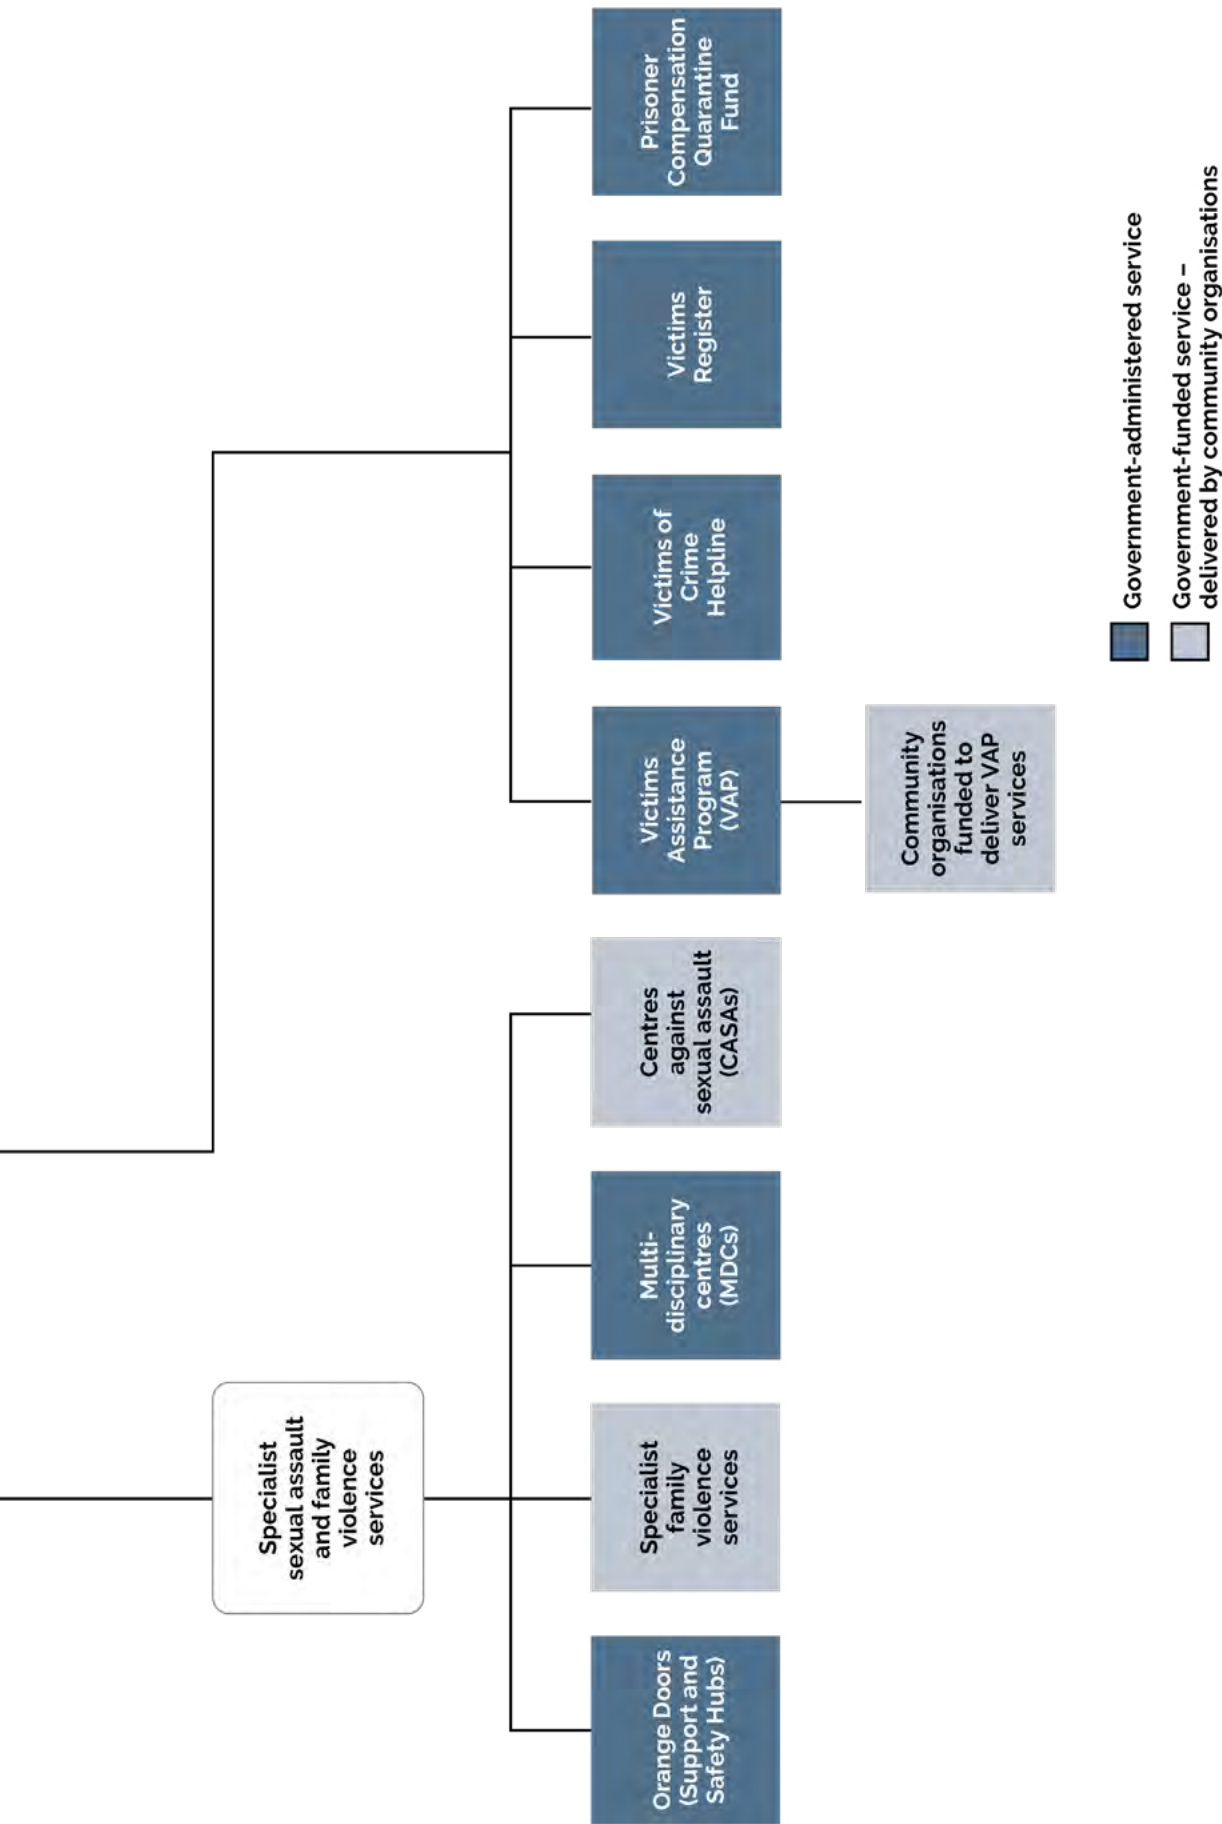 Specialist
sexual assault
and family
violence
services
Orange Doors
(Support and
Safety Hubs)
Specialist
family
violence
services
Multi-
disciplinary
centres
(MDCs)
Centres
against
sexual assault
(CASAs)
Victims
Assistance
Program
(VAP)
Victims of
Crime
Helpline
Victims
Register
Prisoner
Compensation
Quarantine
Fund
Community
organisations
funded to
deliver VAP
services
Government-administered service
Government-funded service –
delivered by community organisations